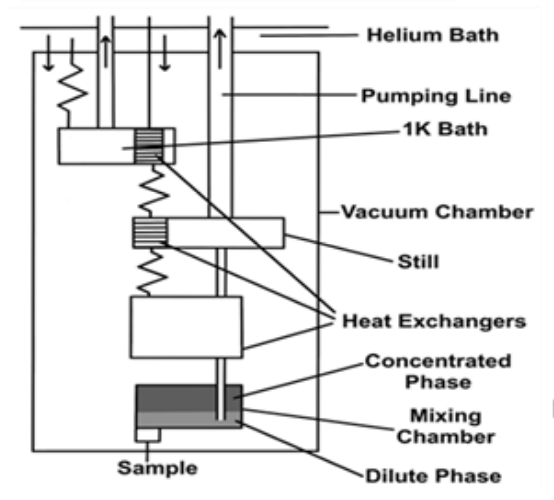 Helium Bath
Pumping Line
1K Bath
Vacuum Chamber
Still
Heat Exchangers
Concentrated
Phase
Mixing
Chamber
Dilute Phase
Sample